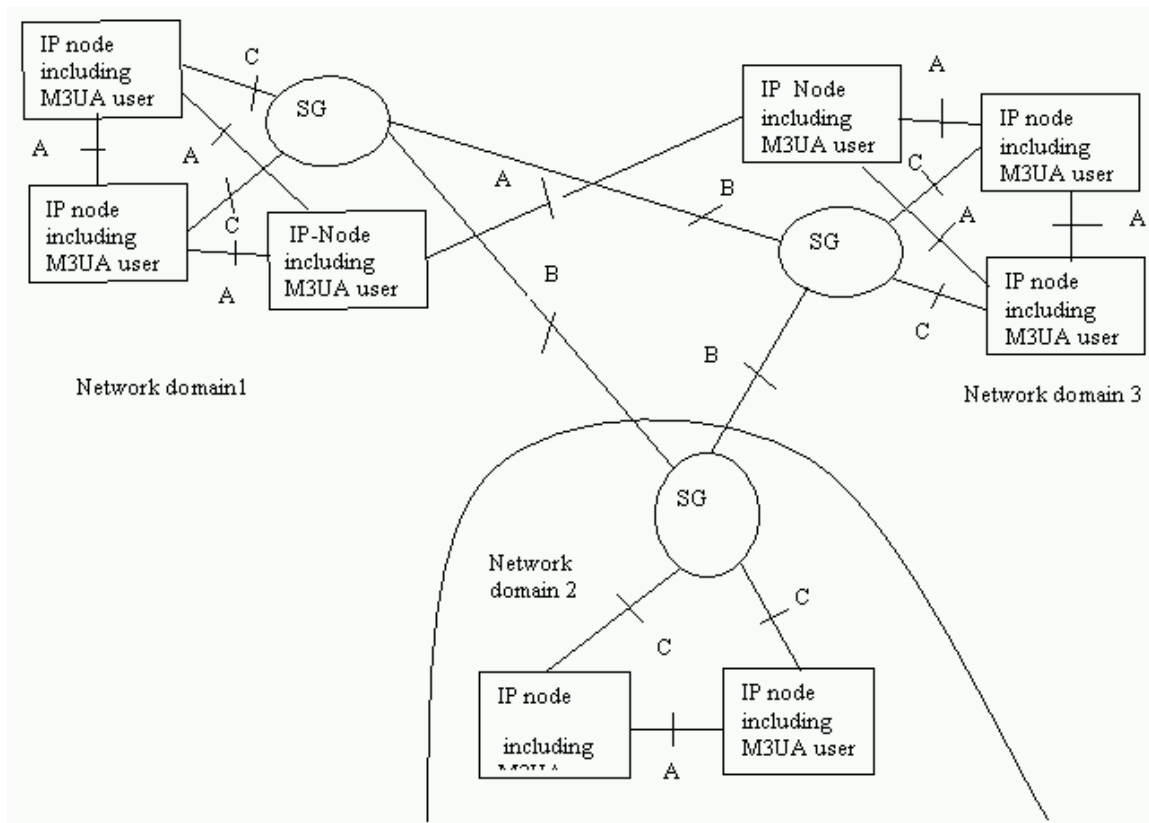 IP node
including
M3UA user
C
SG
A
A
C
IP node
including
M3UA user
A
IP-Node
including
M3UA user
A
B
B
IP Node
including
M3UA user
A
IP node
including
M3UA user
C
A
A
SG
C
IP node
including
M3UA user
B
Network domain1
Network domain 3
SG
Network
domain 2
C
C
IP node
including
A
IP node
including
M3UA user